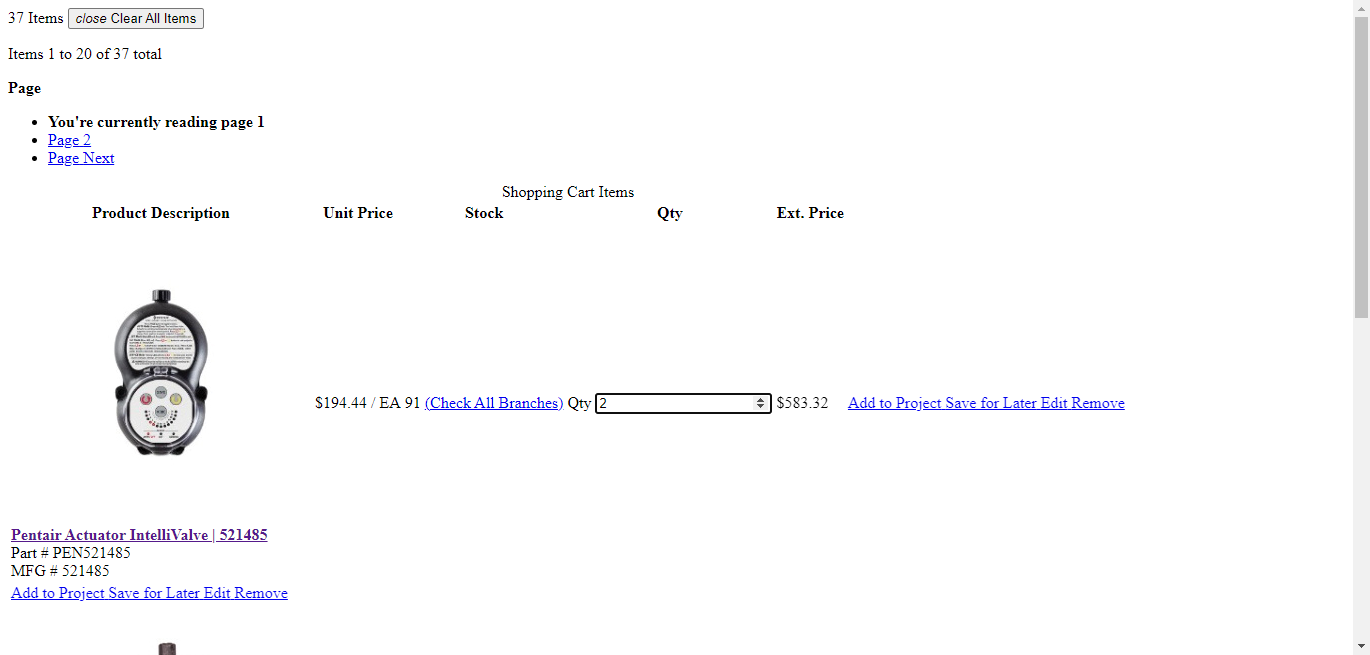 37 Items close Clear All Items
Items 1 to 20 of 37 total
Page
You're currently reading page 1
Page 2
Page Next
Shopping Cart Items
Product Description Unit Price Stock Qty Ext. Price
$194.44 / EA 91 (Check All Branches) Qty 2 $583.32 Add to Project Save for Later Edit Remove
Pentair Actuator IntelliValve | 521485
Part # PEN521485
MFG # 521485
Add to Project Save for Later Edit Remove